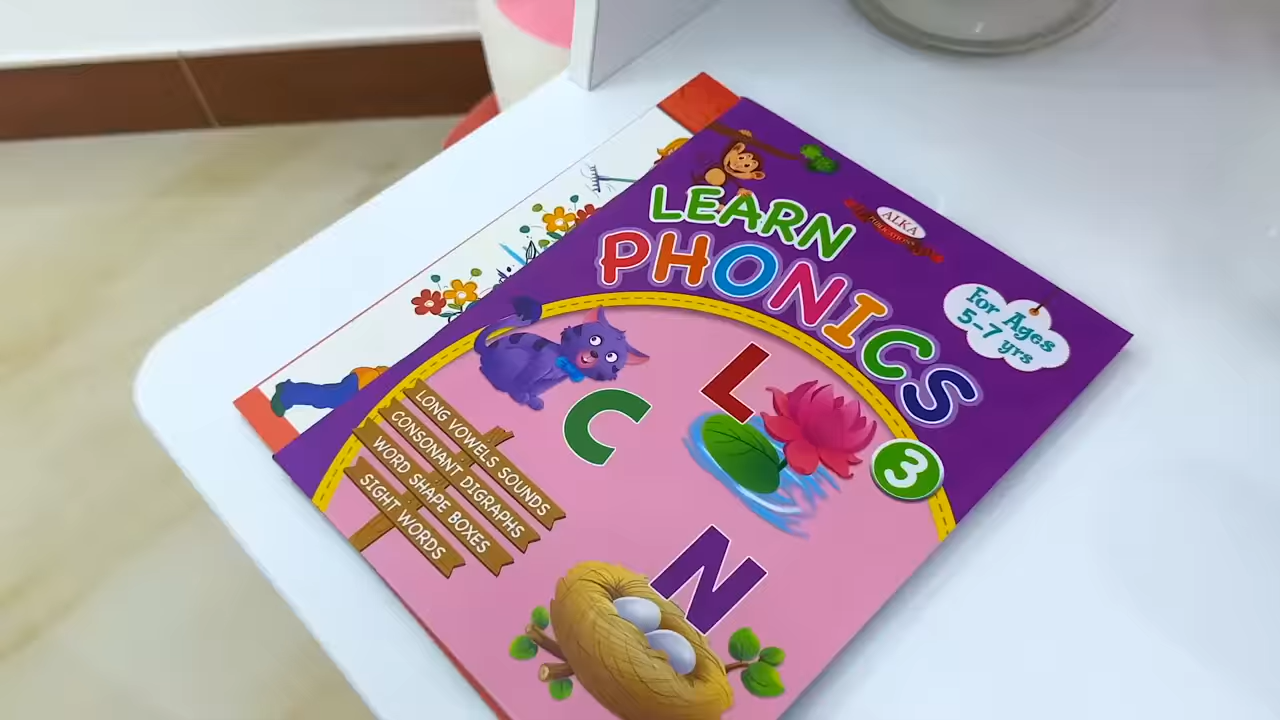 LEARN
PHONICS
ALKA
PUBLICATIONS
For Ages
5-7 yrs
L
C
3
LONG VOWELS SOUNDS
CONSONANT DIGRAPHS
WORD SHAPE BOXES
SIGHT WORDS
N